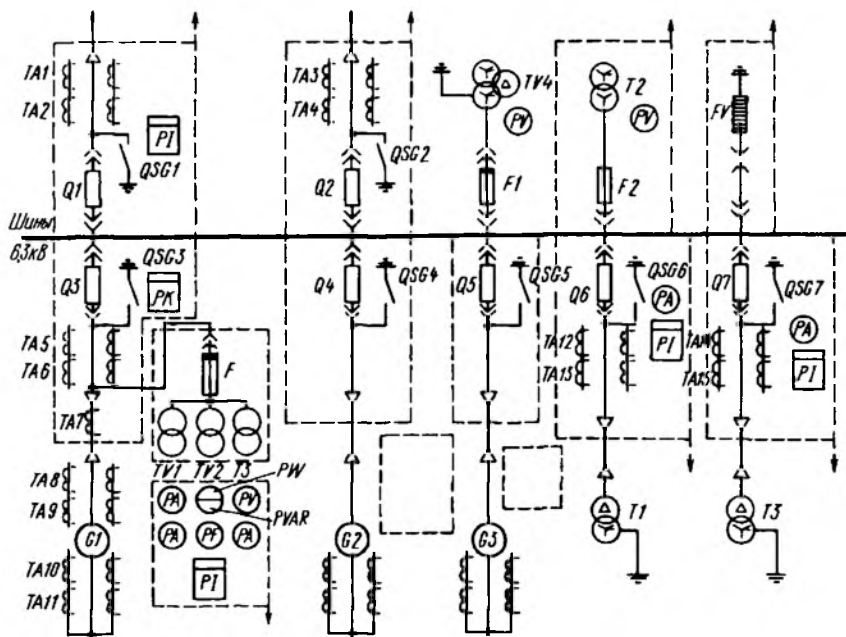 TA1
TA2
PI
QSG1
Q1
TA3
TA4
QSG2
Q2
TV4
PV
F1
T2
PV
F2
FV
Шины
6,3кВ
Q3
QSG3
PK
Q4
QSG4
Q5
QSG5
Q6
QSG6
PA
PI
Q7
QSG7
PA
PI
TA5
TA6
F
TA7
TA12
TA13
TA14
TA15
TV1
TV2
T3
PW
PVAR
TA8
TA9
PA
PV
PA
PF
PA
PI
G1
G2
G3
T1
T3
TA10
TA11